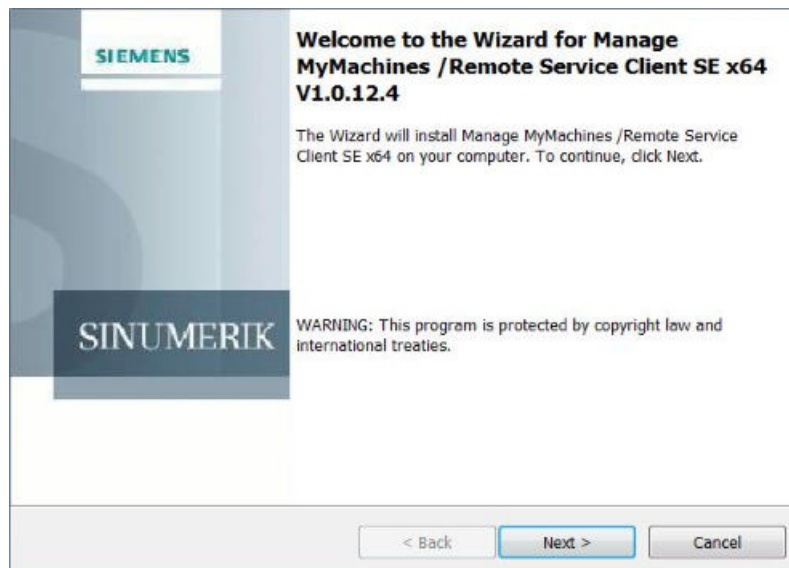 SIEMENS
Welcome to the Wizard for Manage
MyMachines /Remote Service Client SE x64
V1.0.12.4
The Wizard will install Manage MyMachines /Remote Service
Client SE x64 on your computer. To continue, click Next.
SINUMERIK
WARNING: This program is protected by copyright law and
international treaties.
< Back
Next >
Cancel